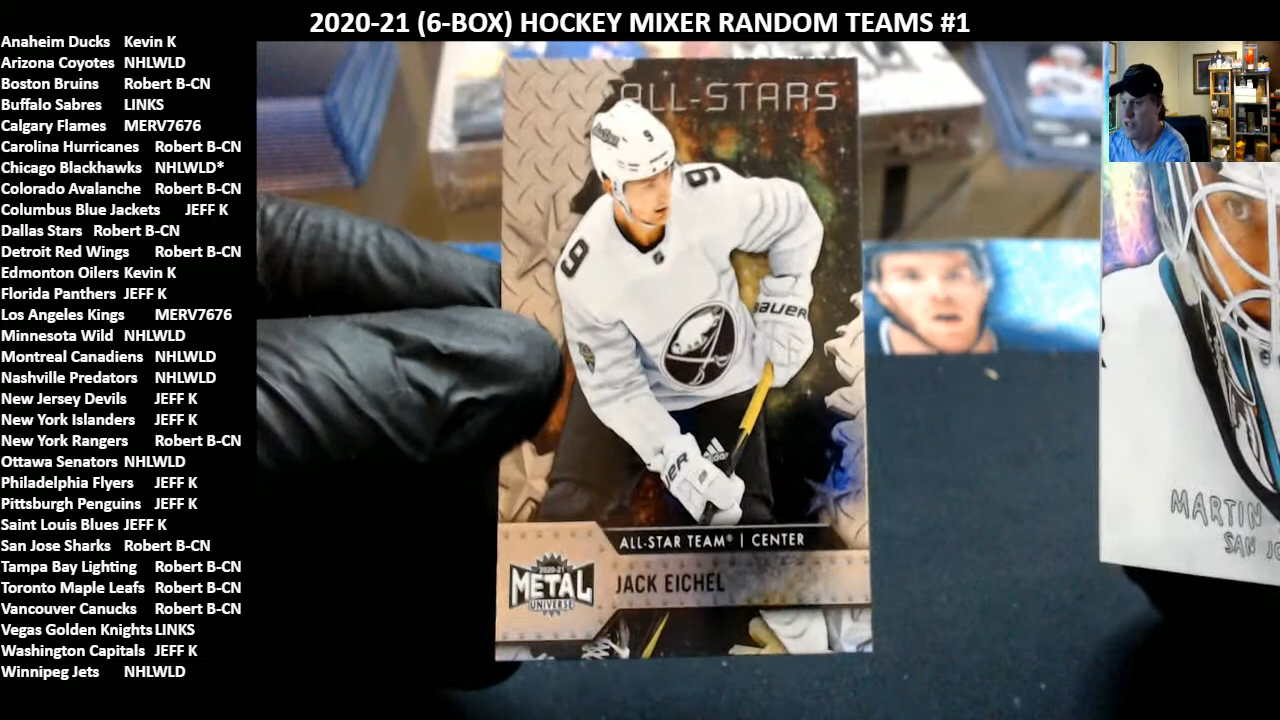 2020-21 (6-BOX) HOCKEY MIXER RANDOM TEAMS #1
Anaheim Ducks Kevin K
Arizona Coyotes NHLWLD
Boston Bruins Robert B-CN
Buffalo Sabres LINKS
Calgary Flames MERV7676
Carolina Hurricanes Robert B-CN
Chicago Blackhawks NHLWLD*
Colorado Avalanche Robert B-CN
Columbus Blue Jackets JEFF K
Dallas Stars Robert B-CN
Detroit Red Wings Robert B-CN
Edmonton Oilers Kevin K
Florida Panthers JEFF K
Los Angeles Kings MERV7676
Minnesota Wild NHLWLD
Montreal Canadiens NHLWLD
Nashville Predators NHLWLD
New Jersey Devils JEFF K
New York Islanders JEFF K
New York Rangers Robert B-CN
Ottawa Senators NHLWLD
Philadelphia Flyers JEFF K
Pittsburgh Penguins JEFF K
Saint Louis Blues JEFF K
San Jose Sharks Robert B-CN
Tampa Bay Lighting Robert B-CN
Toronto Maple Leafs Robert B-CN
Vancouver Canucks Robert B-CN
Vegas Golden Knights LINKS
Washington Capitals JEFF K
Winnipeg Jets NHLWLD
ALL-STARS
9
9
9
BAUER
adidas
ALL-STAR TEAM® | CENTER
2020-21
METAL
UNIVERSE
JACK EICHEL
MARTIN
SAN JO